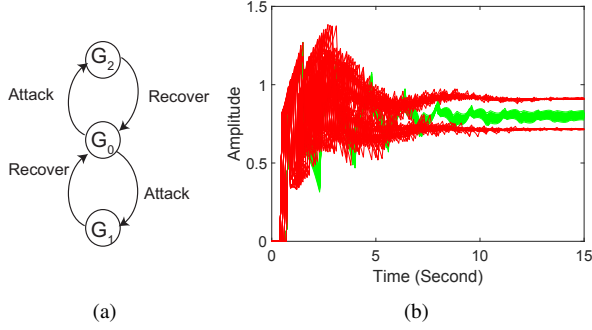 G2
Attack
Recover
G0
Recover
Attack
G1
(a)
1.5
1
0.5
0
Amplitude
0
5
10
15
Time (Second)
(b)